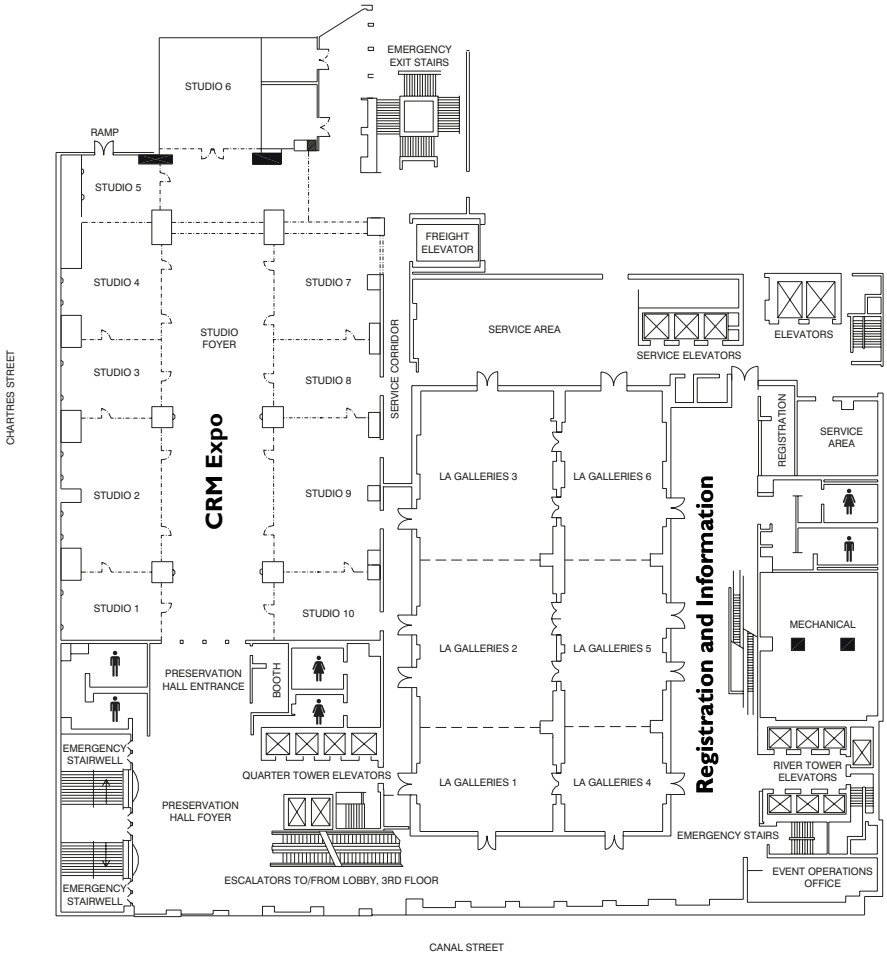 EMERGENCY
EXIT STAIRS
STUDIO 6
RAMP
STUDIO 5
FREIGHT
ELEVATOR
STUDIO 4
STUDIO 7
STUDIO
FOYER
SERVICE AREA
SERVICE ELEVATORS
ELEVATORS
CHARTRES STREET
STUDIO 3
STUDIO 8
SERVICE CORRIDOR
REGISTRATION
SERVICE
AREA
CRM Expo
STUDIO 2
STUDIO 9
LA GALLERIES 3
LA GALLERIES 6
Registration and Information
STUDIO 1
STUDIO 10
LA GALLERIES 2
LA GALLERIES 5
MECHANICAL
PRESERVATION
HALL ENTRANCE
BOOTH
EMERGENCY
STAIRWELL
QUARTER TOWER ELEVATORS
LA GALLERIES 1
LA GALLERIES 4
RIVER TOWER
ELEVATORS
PRESERVATION
HALL FOYER
EMERGENCY STAIRS
EMERGENCY
STAIRWELL
ESCALATORS TO/FROM LOBBY, 3RD FLOOR
EVENT OPERATIONS
OFFICE
CANAL STREET